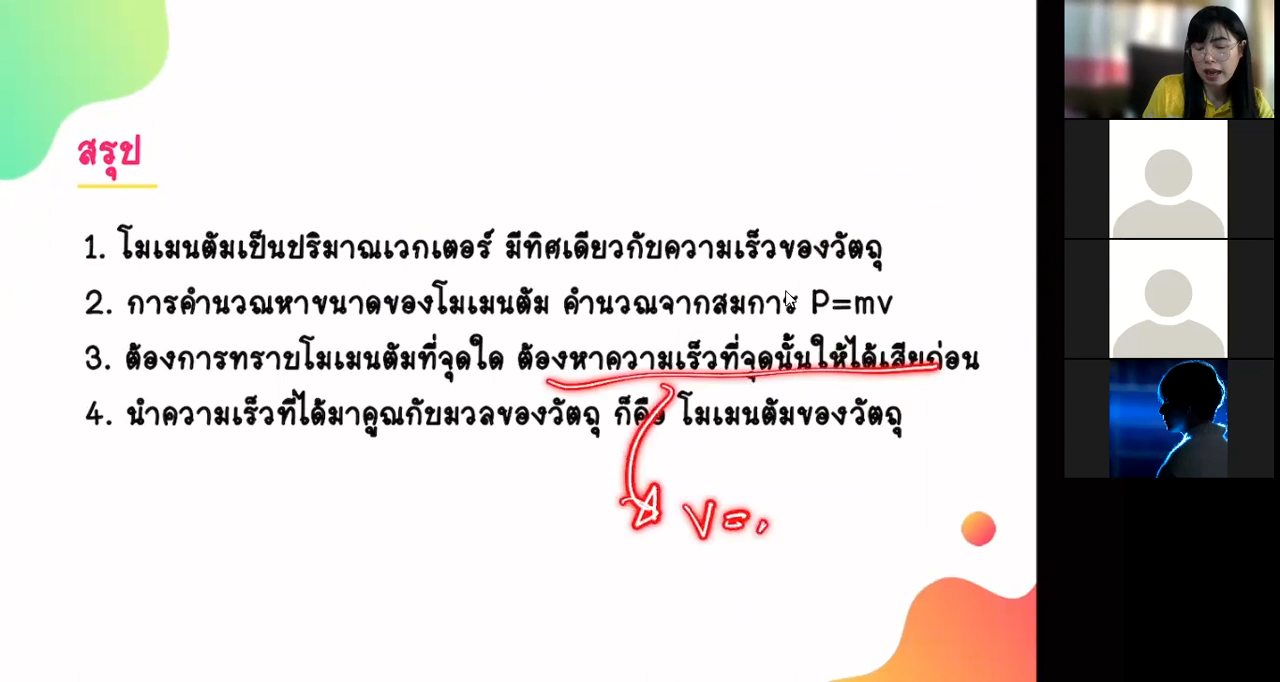 สรุป
1. โมเมนตัมเป็นปริมาณเวกเตอร์ มีทิศเดียวกับความเร็วของวัตถุ
2. การคำนวณหาขนาดของโมเมนตัม คำนวณจากสมการ P=mv
3. ต้องการทราบโมเมนตัมที่จุดใด ต้องหาความเร็วที่จุดนั้นให้ได้เสียก่อน
4. นำความเร็วที่ได้มาคูณกับมวลของวัตถุ ก็คือ โมเมนตัมของวัตถุ
V=